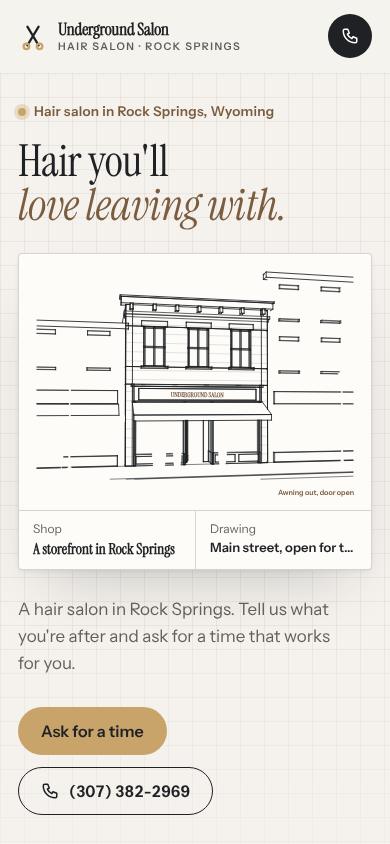 Underground Salon
HAIR SALON · ROCK SPRINGS
Hair salon in Rock Springs, Wyoming
Hair you'll
love leaving with.
UNDERGROUND SALON
Awning out, door open
Shop
A storefront in Rock Springs
Drawing
Main street, open for t...
A hair salon in Rock Springs. Tell us what
you're after and ask for a time that works
for you.
Ask for a time
(307) 382-2969